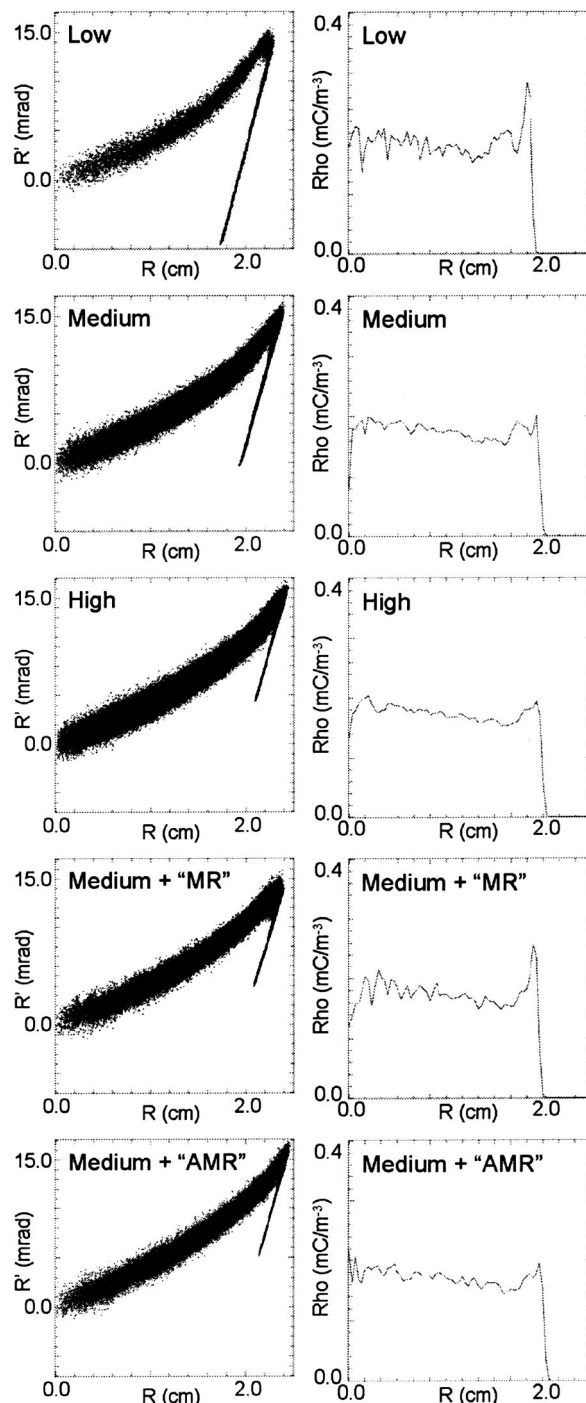 15.0
Low
R' (mrad)
0.0
0.0
R (cm)
2.0
0.4
Low
Rho (mC/m-3)
0.0
0.0
R (cm)
2.0
15.0
Medium
R' (mrad)
0.0
0.0
R (cm)
2.0
0.4
Medium
Rho (mC/m-3)
0.0
0.0
R (cm)
2.0
15.0
High
R' (mrad)
0.0
0.0
R (cm)
2.0
0.4
High
Rho (mC/m-3)
0.0
0.0
R (cm)
2.0
15.0
Medium + "MR"
R' (mrad)
0.0
0.0
R (cm)
2.0
0.4
Medium + "MR"
Rho (mC/m-3)
0.0
0.0
R (cm)
2.0
15.0
Medium + "AMR"
R' (mrad)
0.0
0.0
R (cm)
2.0
0.4
Medium + "AMR"
Rho (mC/m-3)
0.0
0.0
R (cm)
2.0